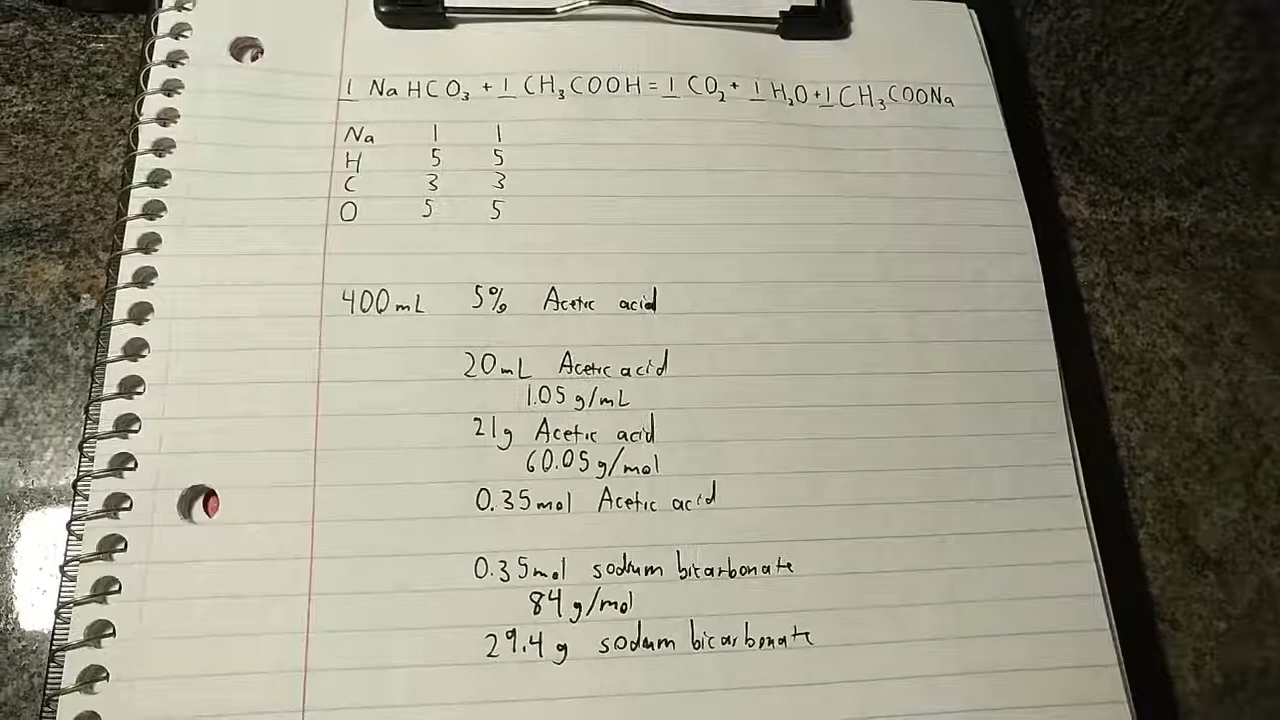 1 NaHCO₃ + 1 CH₃COOH = 1 CO₂ + 1 H₂O + 1 CH₃COONa
Na 1 1
H 5 5
C 3 3
O 5 5
400mL 5% Acetic acid
20mL Acetic acid
1.05 g/mL
21g Acetic acid
60.05 g/mol
0.35mol Acetic acid
0.35mol sodium bicarbonate
84 g/mol
29.4 g sodium bicarbonate